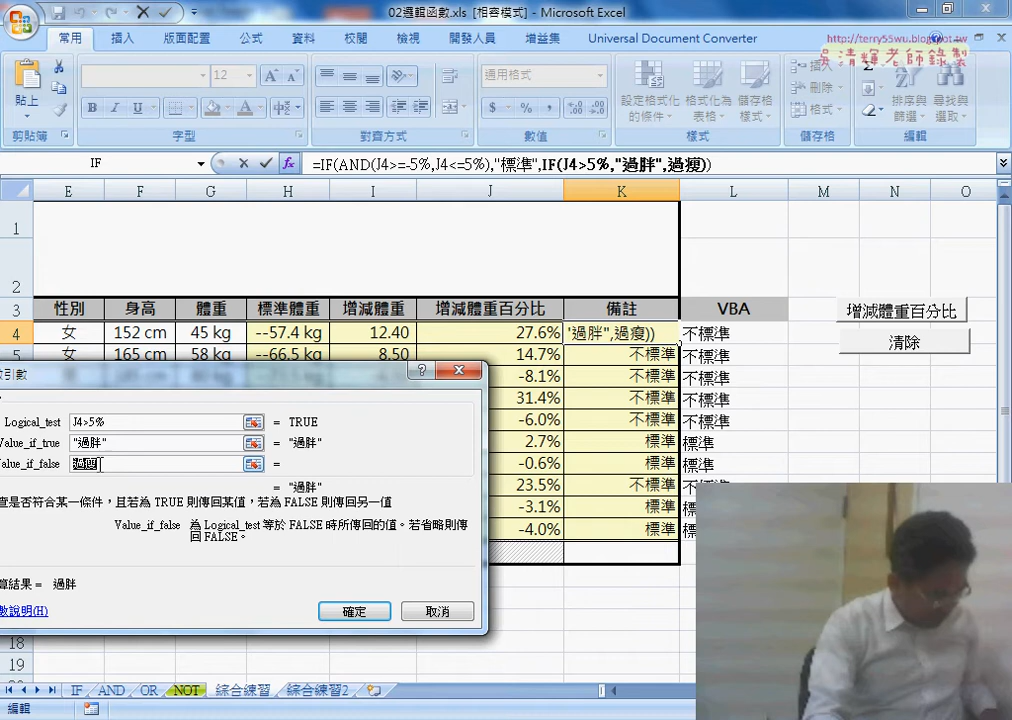 02邏輯函數.xls [相容模式] - Microsoft Excel
常用 插入 版面配置 公式 資料 校閱 檢視 開發人員 增益集 Universal Document Converter
http://terry55wu.blogspot.tw
吳清輝老師錄製
貼上 12 A A 通用格式 設定格式化的條件 格式化為表格 儲存格樣式 插入 刪除 格式 排序與篩選 尋找與選取
B I U A 中 $ % ,
剪貼簿 字型 對齊方式 數值 樣式 儲存格 編輯
IF =IF(AND(J4>=-5%,J4<=5%),"標準",IF(J4>5%,"過胖",過瘦))
E F G H I J K L M N O
1
2
3 性別 身高 體重 標準體重 增減體重 增減體重百分比 備註 VBA 增減體重百分比
4 女 152 cm 45 kg --57.4 kg 12.40 27.6% '過胖",過瘦)) 不標準 清除
5 女 165 cm 58 kg --66.5 kg 8.50 14.7% 不標準 不標準
-8.1% 不標準 不標準
31.4% 不標準 不標準
-6.0% 不標準 不標準
2.7% 標準 標準
-0.6% 標準 標準
23.5% 不標準
-3.1% 標準
-4.0% 標準
數引數
Logical_test J4>5% = TRUE
Value_if_true "過胖" = "過胖"
Value_if_false 過瘦 =
= "過胖"
查是否符合某一條件，且若為 TRUE 則傳回某值，若為 FALSE 則傳回另一值
Value_if_false 為 Logical_test 等於 FALSE 時所傳回的值。若省略則傳
回 FALSE。
算結果 = 過胖
數說明(H) 確定 取消
18
19
IF AND OR NOT 綜合練習 綜合練習2
編輯